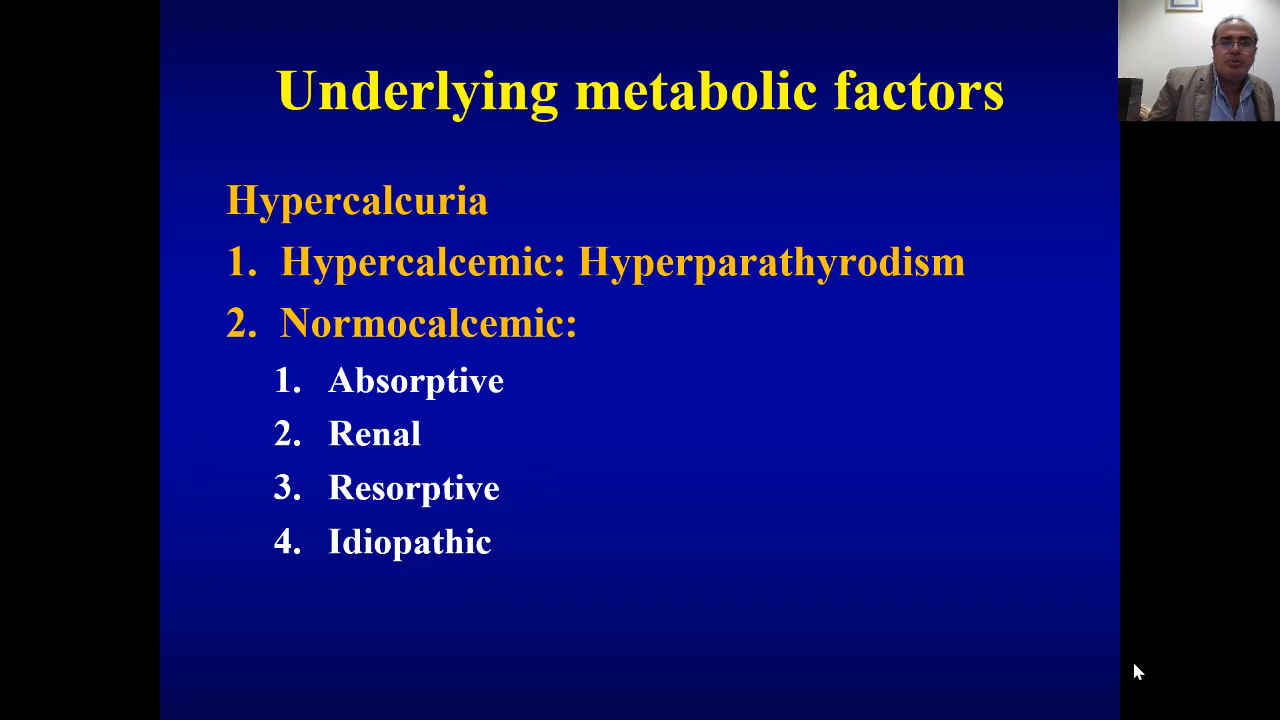 Underlying metabolic factors
Hypercalcuria
1. Hypercalcemic: Hyperparathyrodism
2. Normocalcemic:
1. Absorptive
2. Renal
3. Resorptive
4. Idiopathic